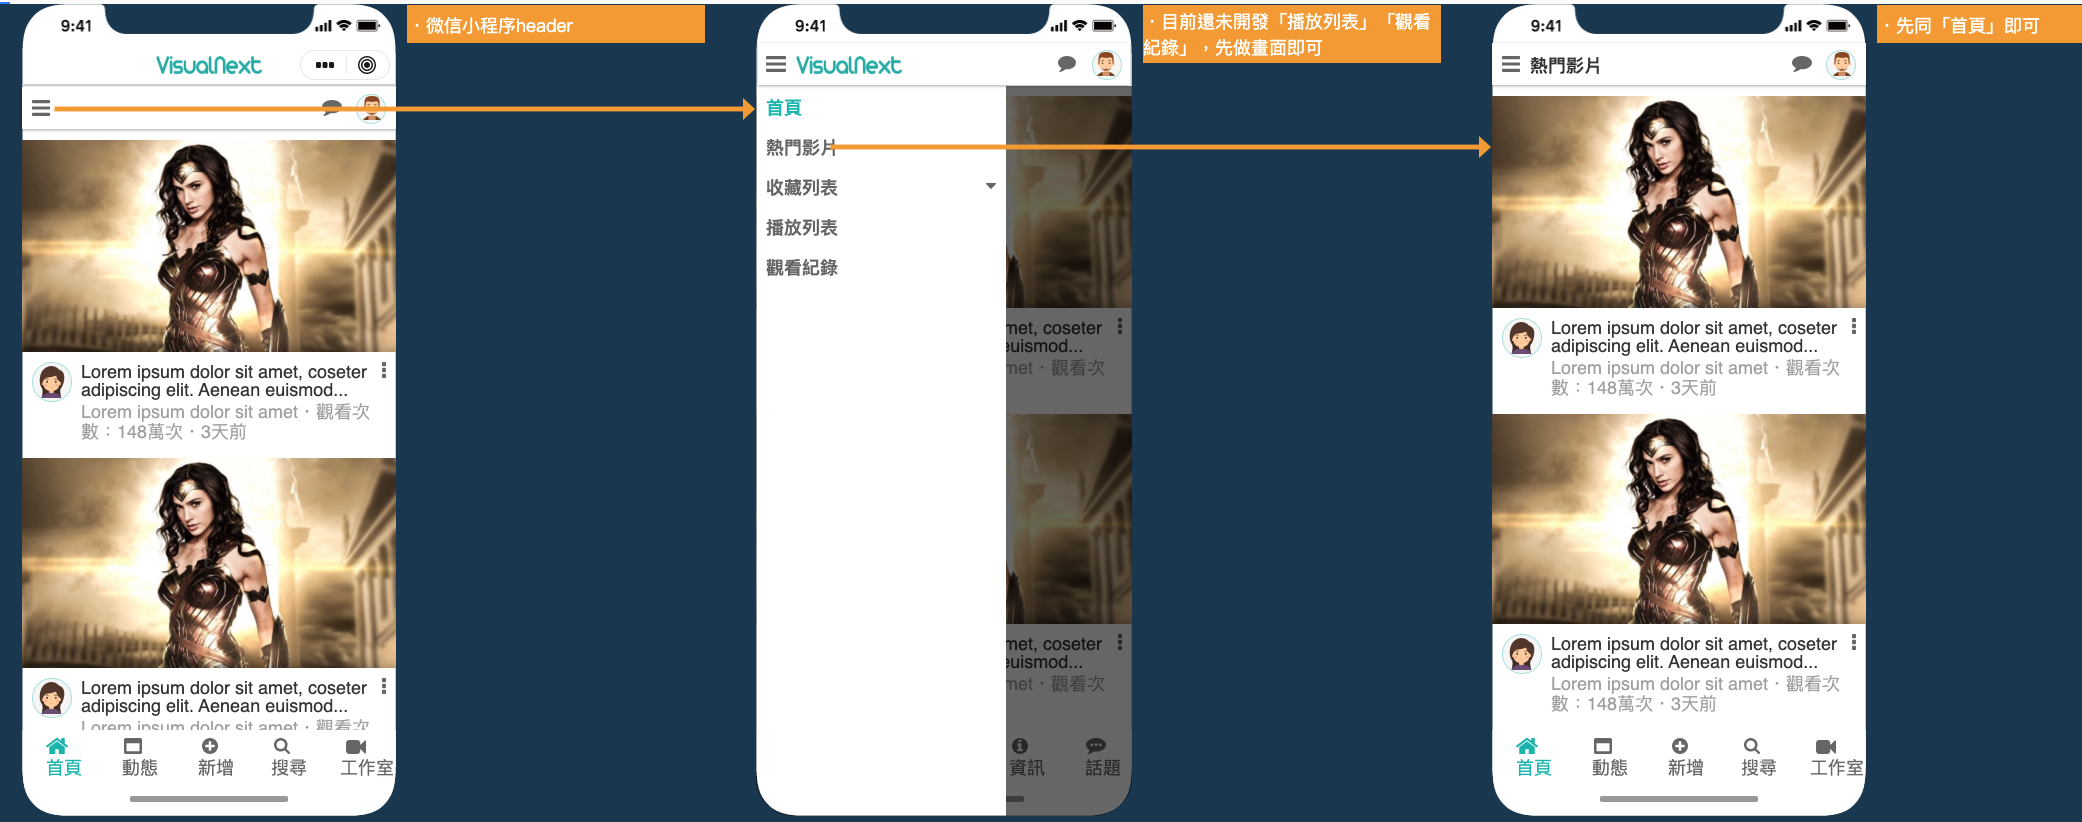 9:41
VisualNext
Lorem ipsum dolor sit amet, coseter
adipiscing elit. Aenean euismod...
Lorem ipsum dolor sit amet・觀看次
數：148萬次・3天前
Lorem ipsum dolor sit amet, coseter
adipiscing elit. Aenean euismod...
Lorem ipsum dolor sit amet・觀看次
首頁
動態
新增
搜尋
工作室
・微信小程序header
9:41
VisualNext
首頁
熱門影片
收藏列表
播放列表
觀看紀錄
met, coseter
euismod...
met・觀看次
met, coseter
euismod...
met・觀看次
資訊
話題
・目前還未開發「播放列表」「觀看
紀錄」，先做畫面即可
9:41
熱門影片
Lorem ipsum dolor sit amet, coseter
adipiscing elit. Aenean euismod...
Lorem ipsum dolor sit amet・觀看次
數：148萬次・3天前
Lorem ipsum dolor sit amet, coseter
adipiscing elit. Aenean euismod...
Lorem ipsum dolor sit amet・觀看次
數：148萬次・3天前
首頁
動態
新增
搜尋
工作室
・先同「首頁」即可